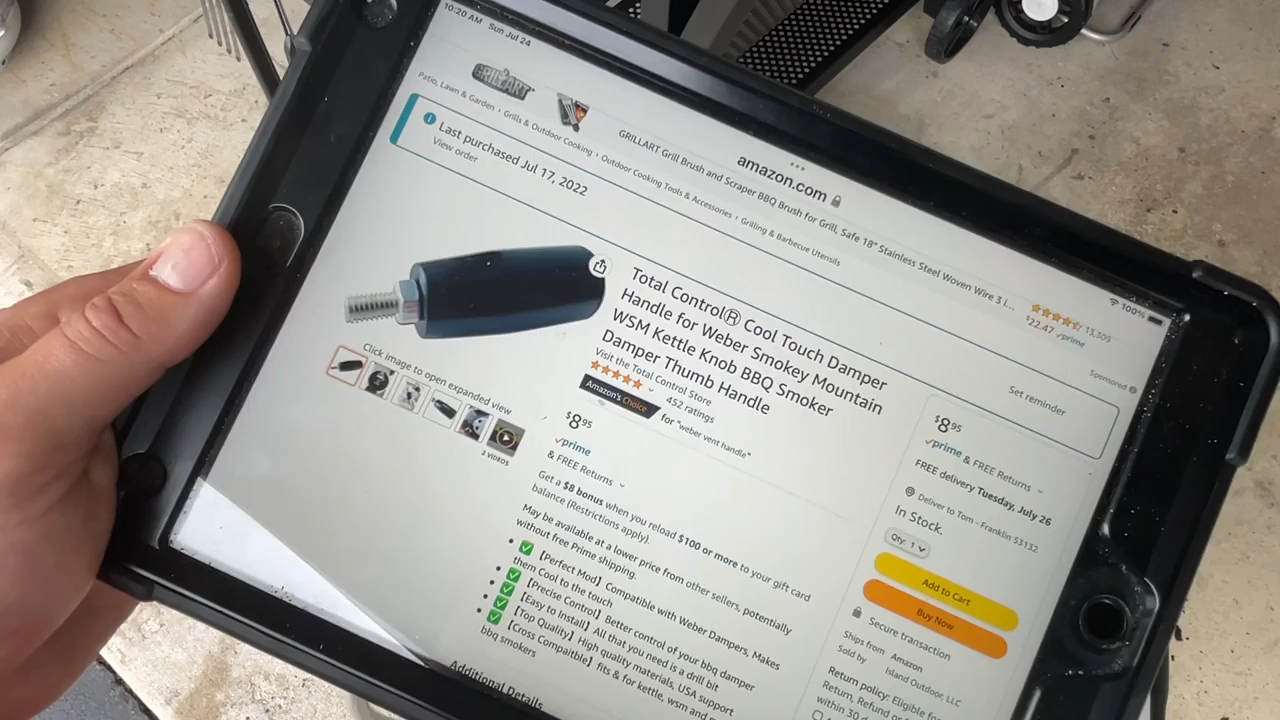 10:20 AM Sun Jul 24
amazon.com
100%
GRILLART
GRILLART Grill Brush and Scraper BBQ Brush for Grill, Safe 18" Stainless Steel Woven Wire 3 i...
13,309
$22.47 prime
Sponsored
Patio, Lawn & Garden › Grills & Outdoor Cooking › Outdoor Cooking Tools & Accessories › Grilling & Barbecue Utensils
Last purchased Jul 17, 2022
View order
Set reminder
Click image to open expanded view
2 VIDEOS
Total Control® Cool Touch Damper
Handle for Weber Smokey Mountain
WSM Kettle Knob BBQ Smoker
Damper Thumb Handle
Visit the Total Control Store
452 ratings
Amazon's Choice for "weber vent handle"
$8.95
prime
& FREE Returns
Get a $8 bonus when you reload $100 or more to your gift card
balance (Restrictions apply).
May be available at a lower price from other sellers, potentially
without free Prime shipping.
• ✅ 【Perfect Mod】 Compatible with Weber Dampers, Makes
them Cool to the touch
• ✅ 【Precise Control】 Better control of your bbq damper
• ✅ 【Easy to Install】 All that you need is a drill bit
• ✅ 【Top Quality】 High quality materials, USA support
• ✅ 【Cross Compaitble】 fits & for kettle, wsm and
bbq smokers
Additional Details
$8.95
prime & FREE Returns
FREE delivery Tuesday, July 26
Deliver to Tom - Franklin 53132
In Stock.
Qty: 1
Add to Cart
Buy Now
Secure transaction
Ships from Amazon
Sold by Island Outdoor, LLC
Return policy: Eligible for
Return, Refund or
within 30